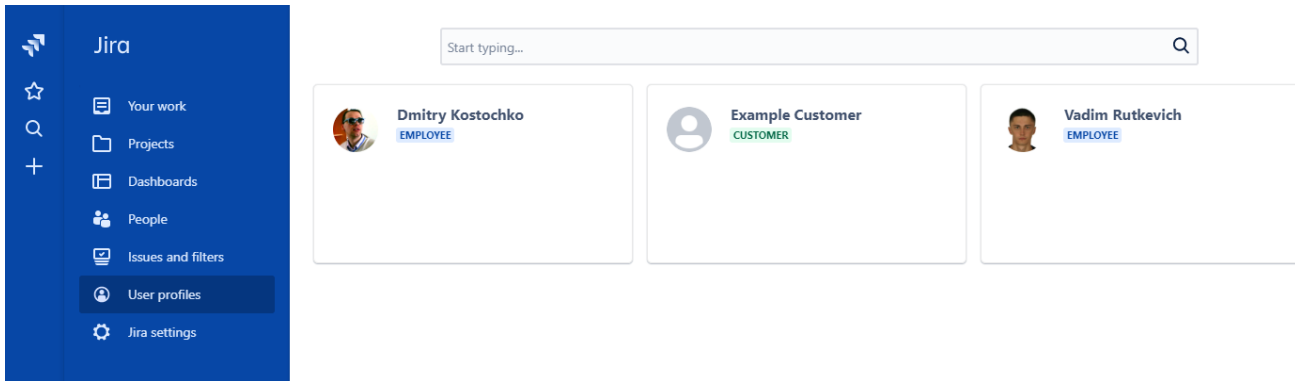 Jira
Your work
Projects
Dashboards
People
Issues and filters
User profiles
Jira settings
Start typing...
Dmitry Kostochko
EMPLOYEE
Example Customer
CUSTOMER
Vadim Rutkevich
EMPLOYEE